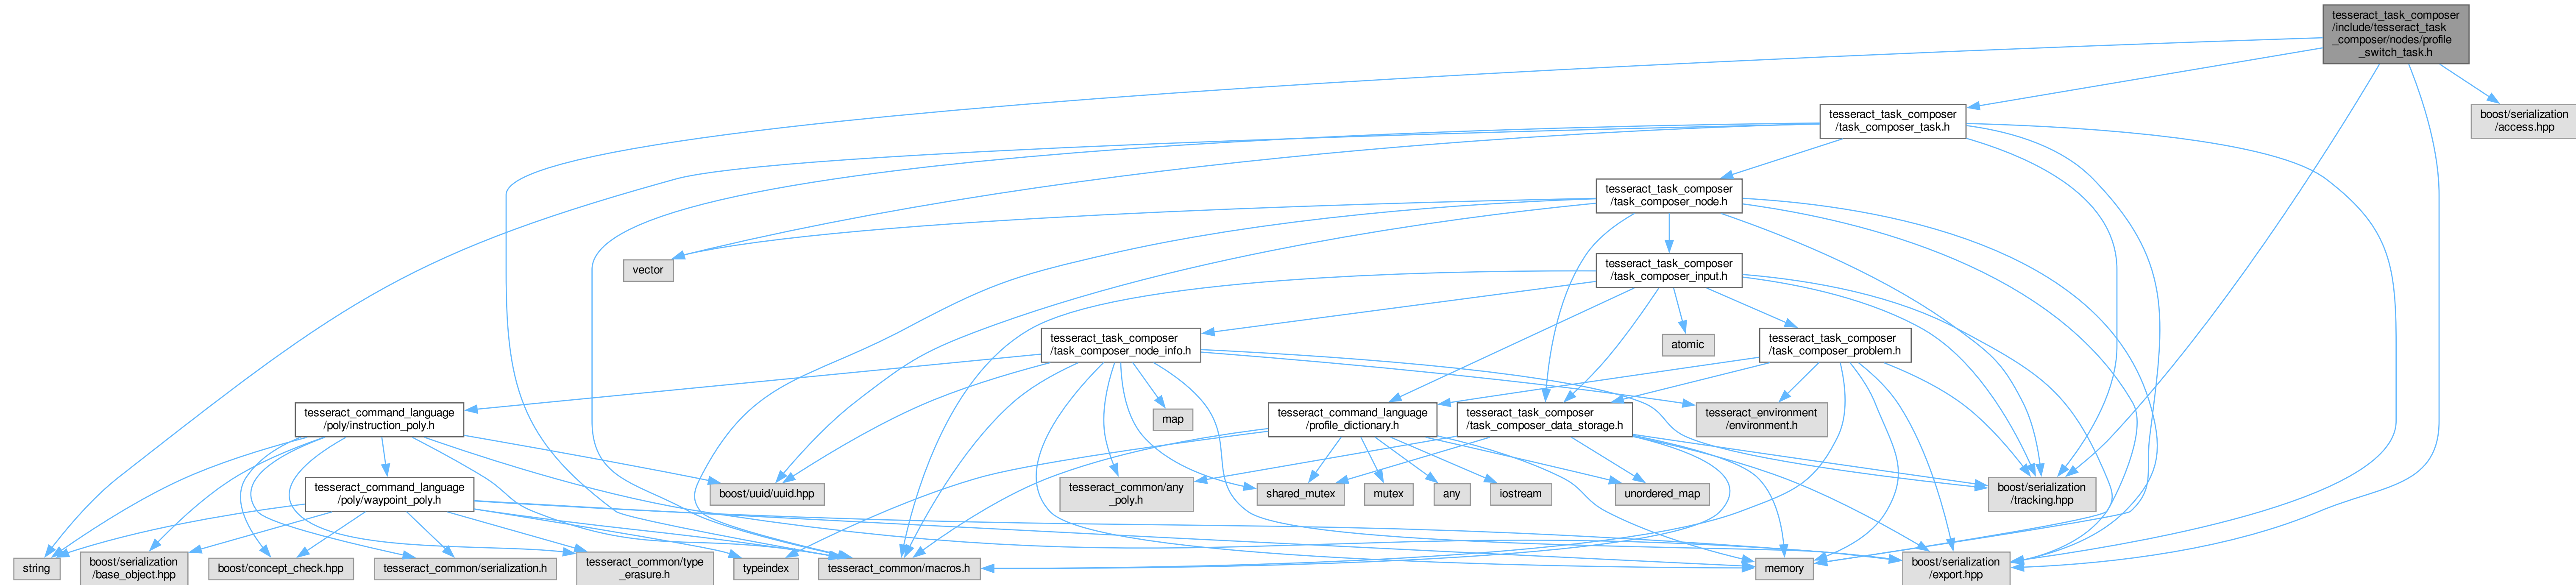 tesseract_task_composer
/include/tesseract_task
_composer/nodes/profile
_switch_task.h
tesseract_task_composer
/task_composer_task.h
boost/serialization
/access.hpp
tesseract_task_composer
/task_composer_node.h
vector
tesseract_task_composer
/task_composer_input.h
tesseract_task_composer
/task_composer_node_info.h
atomic
tesseract_task_composer
/task_composer_problem.h
tesseract_command_language
/poly/instruction_poly.h
map
tesseract_command_language
/profile_dictionary.h
tesseract_task_composer
/task_composer_data_storage.h
tesseract_environment
/environment.h
tesseract_command_language
/poly/waypoint_poly.h
boost/uuid/uuid.hpp
tesseract_common/any
_poly.h
shared_mutex
mutex
any
iostream
unordered_map
boost/serialization
/tracking.hpp
string
boost/serialization
/base_object.hpp
boost/concept_check.hpp
tesseract_common/serialization.h
tesseract_common/type
_erasure.h
typeindex
tesseract_common/macros.h
memory
boost/serialization
/export.hpp